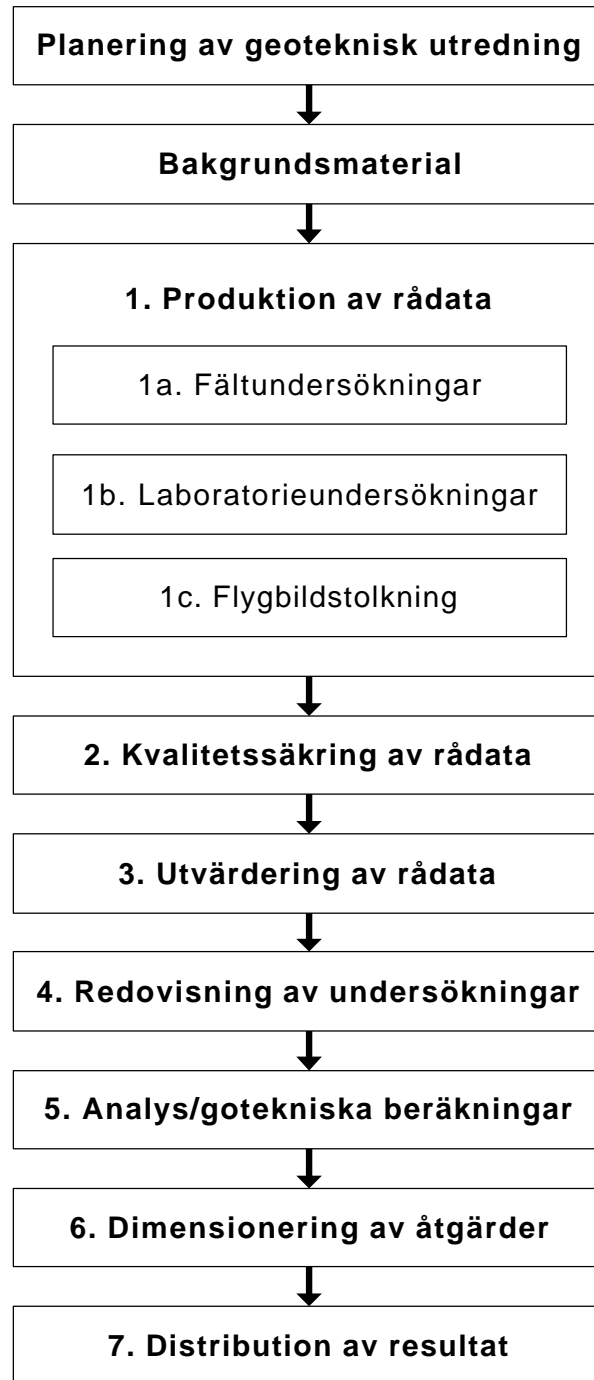 Planering av geoteknisk utredning
Bakgrundsmaterial
1. Produktion av rådata
1a. Fältundersökningar
1b. Laboratorieundersökningar
1c. Flygbildstolkning
2. Kvalitetssäkring av rådata
3. Utvärdering av rådata
4. Redovisning av undersökningar
5. Analys/gotekniska beräkningar
6. Dimensionering av åtgärder
7. Distribution av resultat